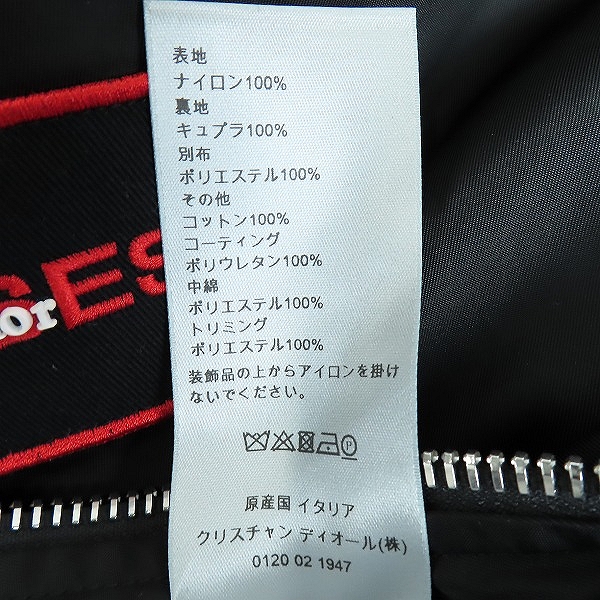 表地
ナイロン100%
裏地
キュプラ100%
別布
ポリエステル100%
その他
コットン100%
コーティング
ポリウレタン100%
中綿
ポリエステル100%
トリミング
ポリエステル100%
装飾品の上からアイロンを掛け
ないでください。
原産国 イタリア
クリスチャン ディオール(株)
0120 02 1947